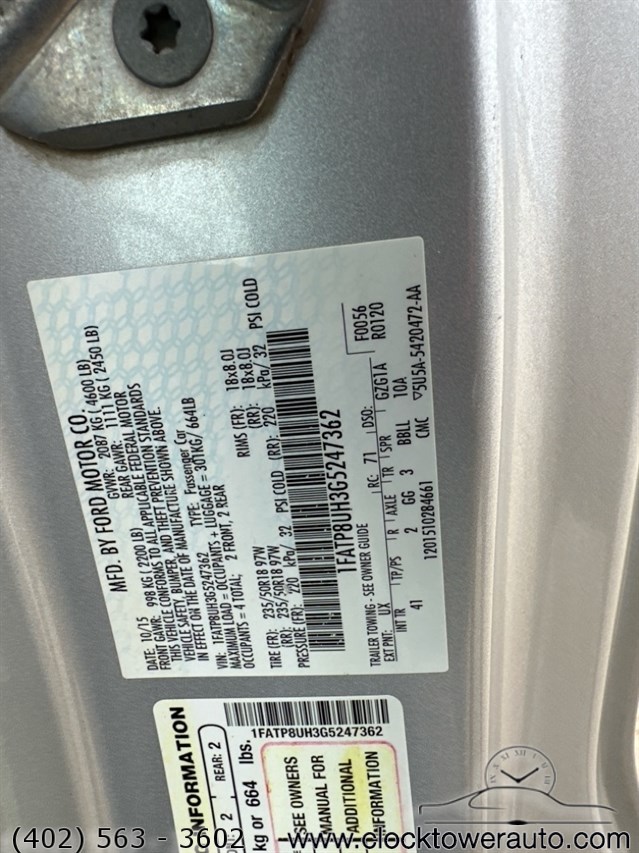 MFD. BY FORD MOTOR CO.
DATE: 10/15 GVWR: 2087 KG ( 4600 LB)
FRONT GAWR: 998 KG ( 2200 LB) REAR GAWR: 1111 KG ( 2450 LB)
THIS VEHICLE CONFORMS TO ALL APPLICABLE FEDERAL MOTOR
VEHICLE SAFETY, BUMPER, AND THEFT PREVENTION STANDARDS
IN EFFECT ON THE DATE OF MANUFACTURE SHOWN ABOVE.
VIN: 1FATP8UH3G5247362 TYPE: Passenger Car
MAXIMUM LOAD = OCCUPANTS + LUGGAGE = 301KG/ 664LB
OCCUPANTS = 4 TOTAL; 2 FRONT, 2 REAR
TIRE (FR): 235/50R18 97W RIMS (FR): 18x8.0J
(RR): 235/50R18 97W (RR): 18x8.0J
PRESSURE (FR): 220 kPa/ 32 PSI COLD (RR): 220 kPa/ 32 PSI COLD
1FATP8UH3G5247362
TRAILER TOWING - SEE OWNER GUIDE F0056
EXT PNT: UX RC: 71 DSO: R0120
INT TR TP/PS R AXLE TR SPR GZG1A
41 2 GG 3 BBLL 10A
1201510284661 CMC ▽5U5A-5420472-AA
1FATP8UH3G5247362
INFORMATION
2 REAR: 2
kg or 664 lbs.
SEE OWNERS
MANUAL FOR
ADDITIONAL
INFORMATION
(402) 563 - 3602 www.clocktowerauto.com